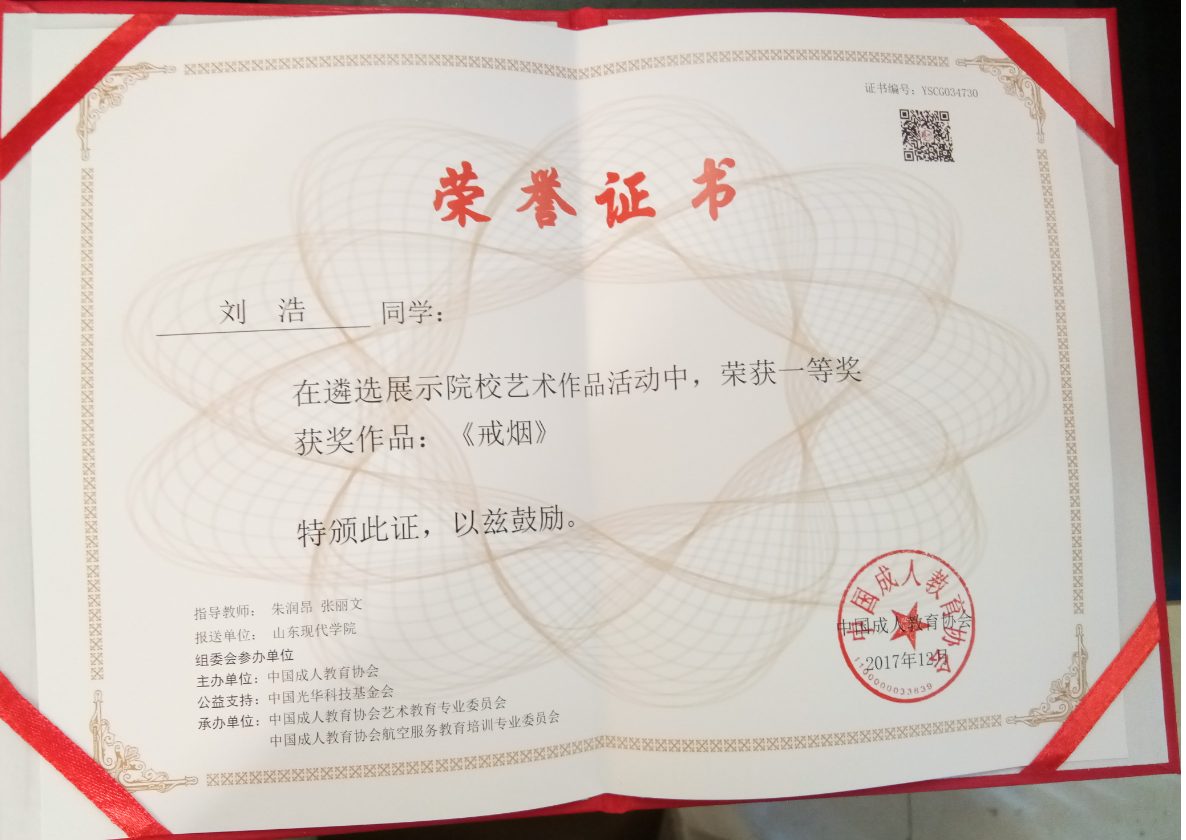 证书编号：YSCG034730
荣誉证书
刘 浩 同学：
在遴选展示院校艺术作品活动中，荣获一等奖
获奖作品：《戒烟》
特颁此证，以兹鼓励。
指导教师： 朱润昂 张丽文
报送单位： 山东现代学院
组委会参办单位
主办单位：中国成人教育协会
公益支持：中国光华科技基金会
承办单位：中国成人教育协会艺术教育专业委员会
中国成人教育协会航空服务教育培训专业委员会
中国成人教育协会
中国成人教育协会
2017年12月
1100000033839